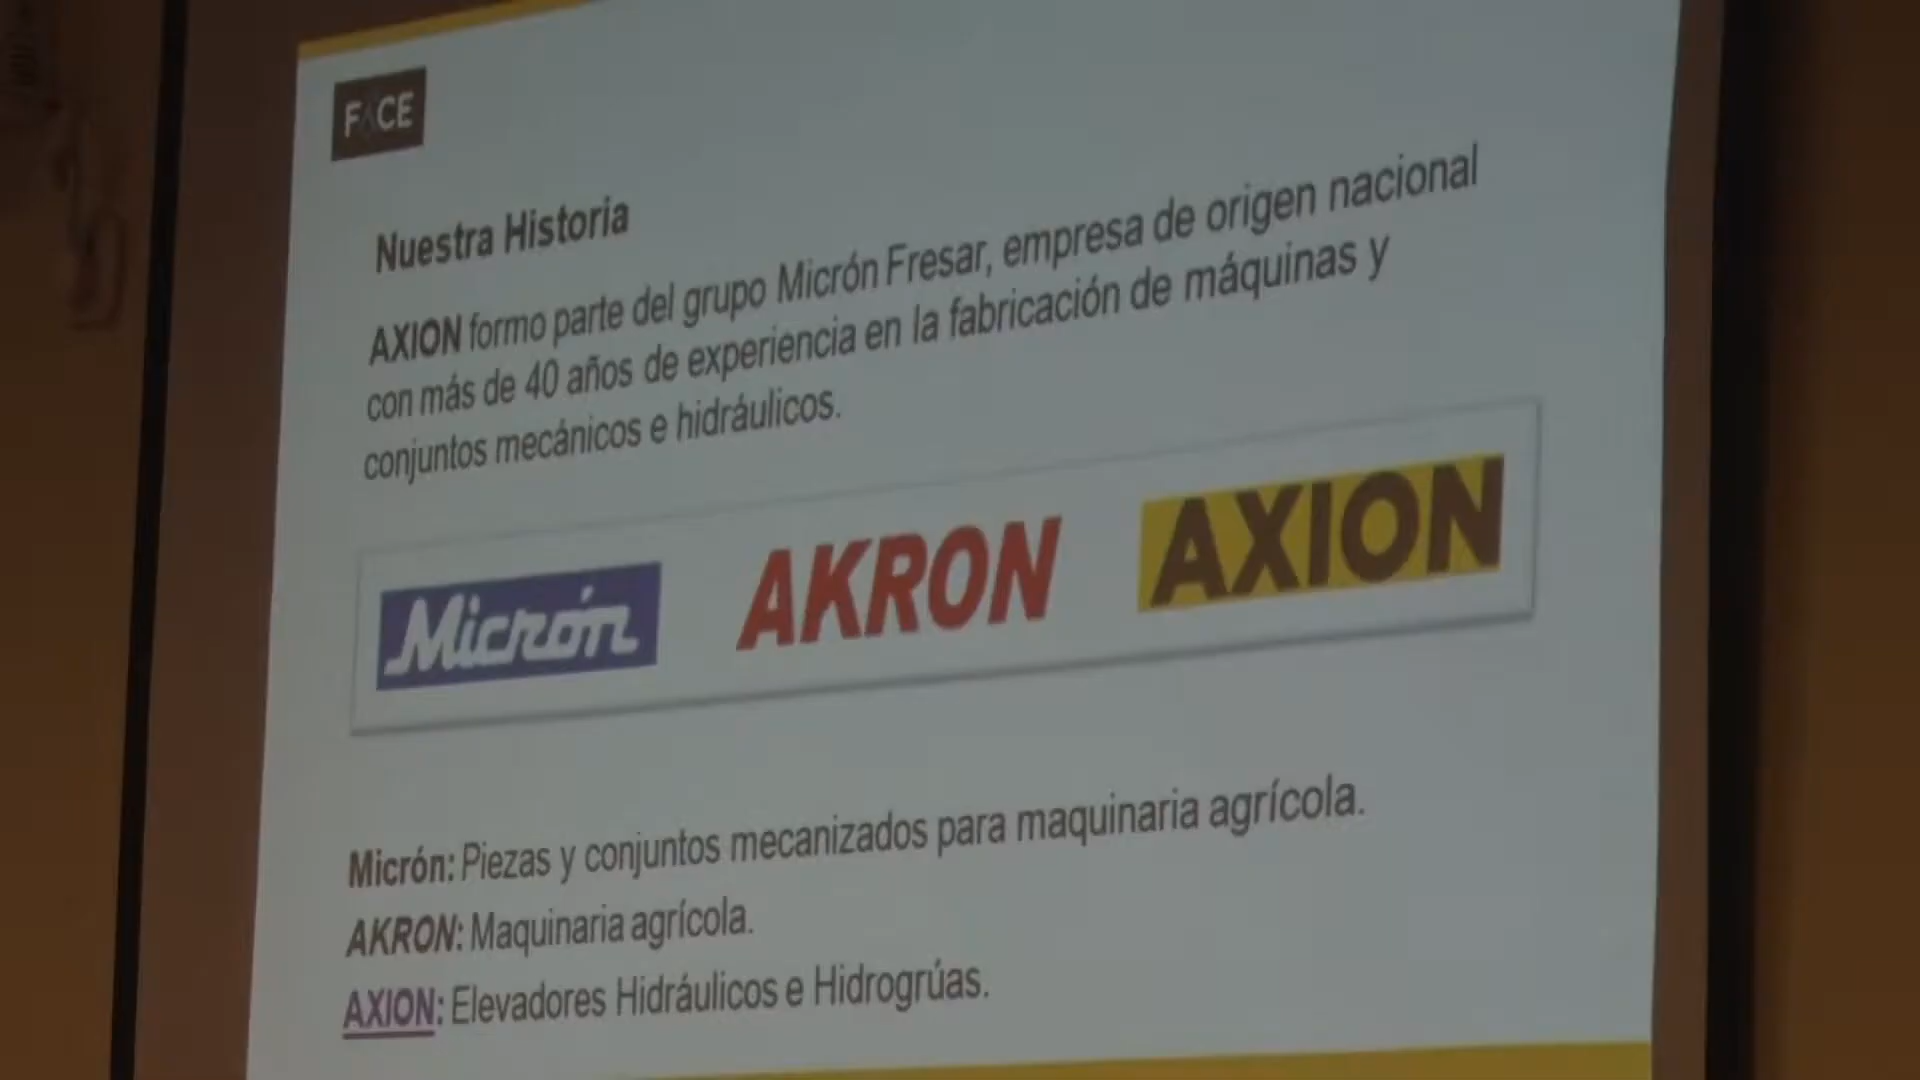 FACE
Nuestra Historia
AXION formo parte del grupo Micrón Fresar, empresa de origen nacional
con más de 40 años de experiencia en la fabricación de máquinas y
conjuntos mecánicos e hidráulicos.
Micrón AKRON AXION
Micrón: Piezas y conjuntos mecanizados para maquinaria agrícola.
AKRON: Maquinaria agrícola.
AXION: Elevadores Hidráulicos e Hidrogrúas.